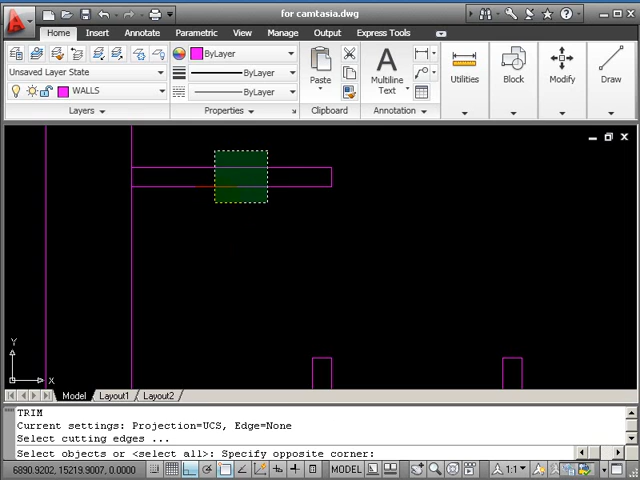 for camtasia.dwg
Home Insert Annotate Parametric View Manage Output Express Tools
Unsaved Layer State
WALLS
Layers
ByLayer
ByLayer
ByLayer
Properties
Paste
Clipboard
A
Multiline
Text
Annotation
Utilities
Block
Modify
Draw
Y
X
Model Layout1 Layout2
TRIM
Current settings: Projection=UCS, Edge=None
Select cutting edges ...
Select objects or <select all>: Specify opposite corner:
6890.9202, 15219.9007, 0.0000 MODEL 1:1